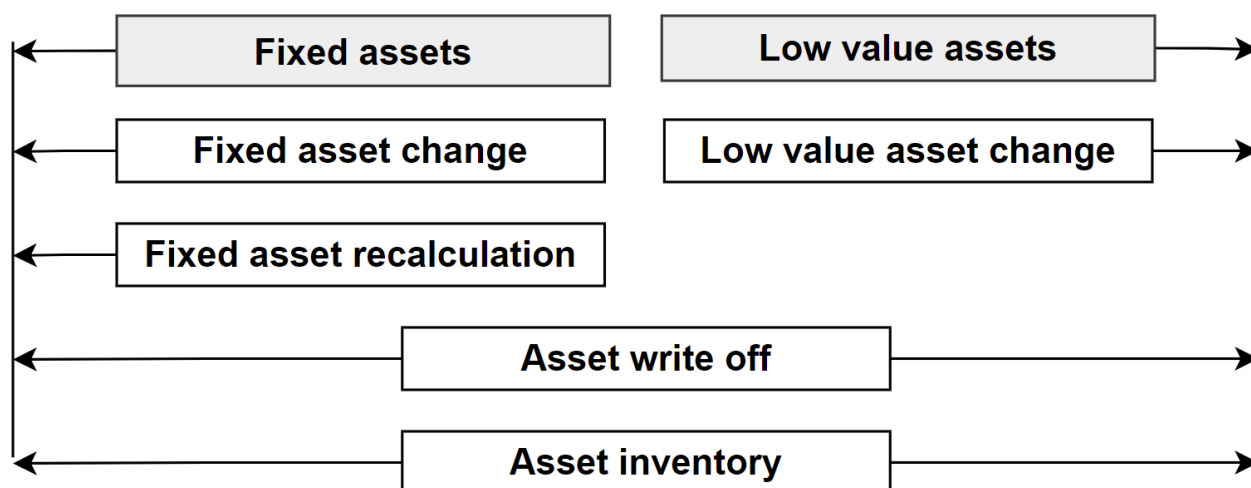 Fixed assets
Low value assets
Fixed asset change
Low value asset change
Fixed asset recalculation
Asset write off
Asset inventory